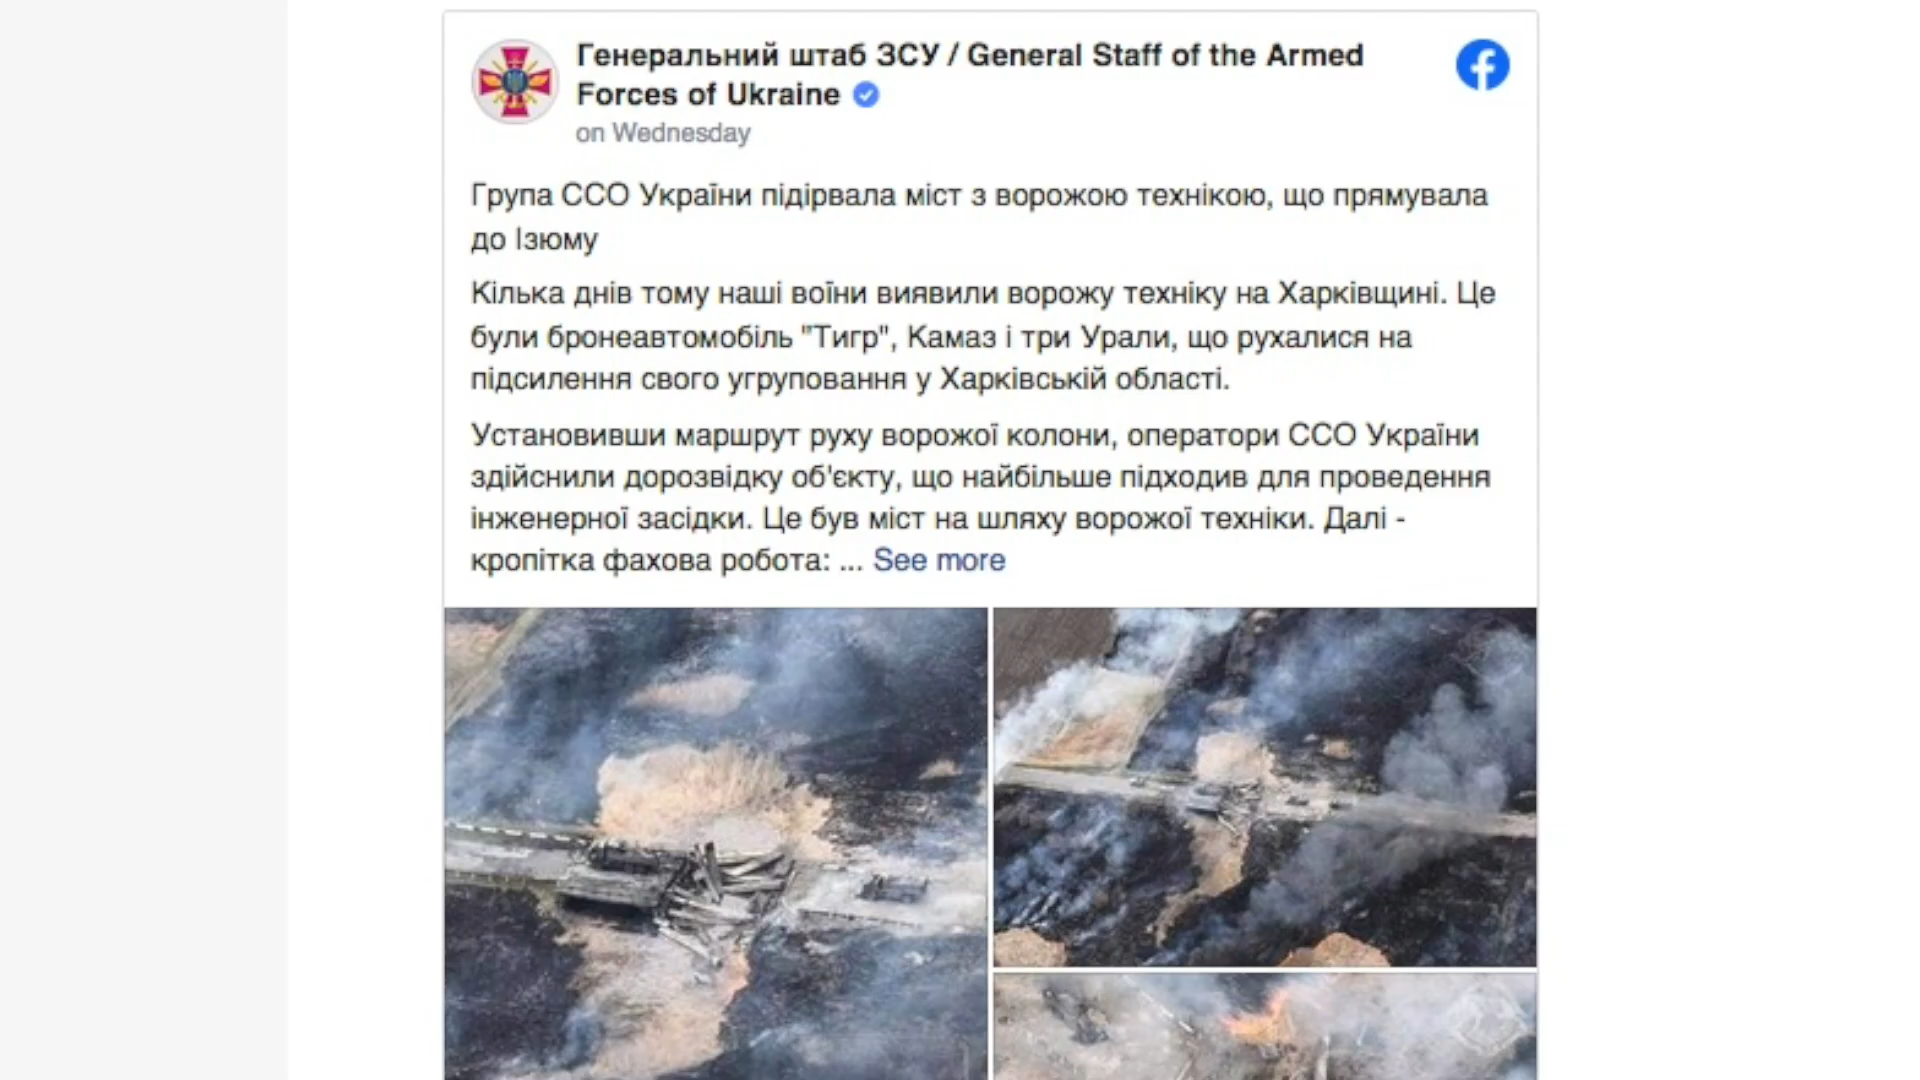 Генеральний штаб ЗСУ / General Staff of the Armed
Forces of Ukraine
on Wednesday
Група ССО України підірвала міст з ворожою технікою, що прямувала
до Ізюму
Кілька днів тому наші воїни виявили ворожу техніку на Харківщині. Це
були бронеавтомобіль "Тигр", Камаз і три Урали, що рухалися на
підсилення свого угруповання у Харківській області.
Установивши маршрут руху ворожої колони, оператори ССО України
здійснили дорозвідку об'єкту, що найбільше підходив для проведення
інженерної засідки. Це був міст на шляху ворожої техніки. Далі -
кропітка фахова робота: ... See more